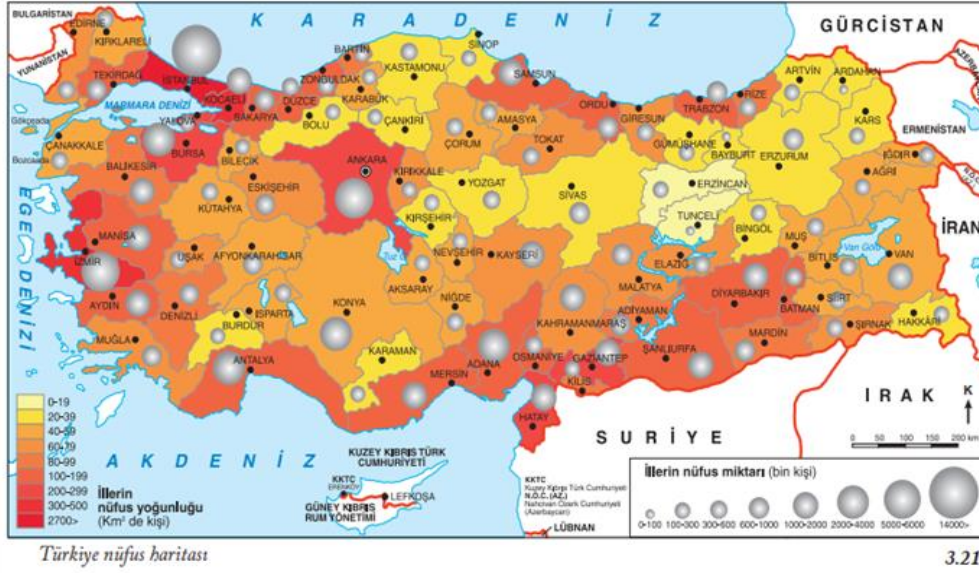 BULGARİSTAN
K A R A D E N İ Z
GÜRCİSTAN
EDİRNE
KIRKLARELİ
YUNANİSTAN
TEKİRDAĞ
İSTANBUL
KOCAELİ
MARMARA DENİZİ
YALOVA
SAKARYA
DÜZCE
ZONGULDAK
BARTIN
KARABÜK
KASTAMONU
SİNOP
SAMSUN
ORDU
GİRESUN
TRABZON
RİZE
ARTVİN
ARDAHAN
KARS
ERMENİSTAN
Gökçeada
Bozcaada
ÇANAKKALE
BALIKESİR
BURSA
BİLECİK
BOLU
ÇANKIRI
ÇORUM
AMASYA
TOKAT
GÜMÜŞHANE
BAYBURT
ERZURUM
IĞDIR
AĞRI
ANKARA
ESKİŞEHİR
KÜTAHYA
KIRIKKALE
YOZGAT
SİVAS
ERZİNCAN
TUNCELİ
BİNGÖL
MUŞ
Van Gölü
VAN
BİTLİS
İRAN
E G E D E N İ Z İ
MANİSA
İZMİR
UŞAK
AFYONKARAHİSAR
KIRŞEHİR
NEVŞEHİR
KAYSERİ
Tuz G.
AKSARAY
ELAZIĞ
MALATYA
DİYARBAKIR
BATMAN
SİİRT
ŞIRNAK
HAKKÂRİ
AYDIN
DENİZLİ
BURDUR
ISPARTA
KONYA
NİĞDE
KAHRAMANMARAŞ
ADIYAMAN
MARDİN
MUĞLA
ANTALYA
KARAMAN
MERSİN
ADANA
OSMANİYE
GAZİANTEP
KİLİS
ŞANLIURFA
HATAY
I R A K
S U R İ Y E
K
0 50 100 150 200 km
A K D E N İ Z
0-19
20-39
40-59
60-79
80-99
100-199
200-299
300-500
2700>
İllerin
nüfus yoğunluğu
(Km² de kişi)
KUZEY KIBRIS TÜRK
CUMHURİYETİ
KKTC
ERENKÖY
LEFKOŞA
GÜNEY KIBRIS
RUM YÖNETİMİ
KKTC
Kuzey Kıbrıs Türk Cumhuriyeti
N.Ö.C. (AZ.)
Nahcivan Özerk Cumhuriyeti
(Azerbaycan)
LÜBNAN
İllerin nüfus miktarı (bin kişi)
0-100 100-300 300-600 600-1000 1000-2000 2000-4000 5000-6000 14000>
Türkiye nüfus haritası
3.21